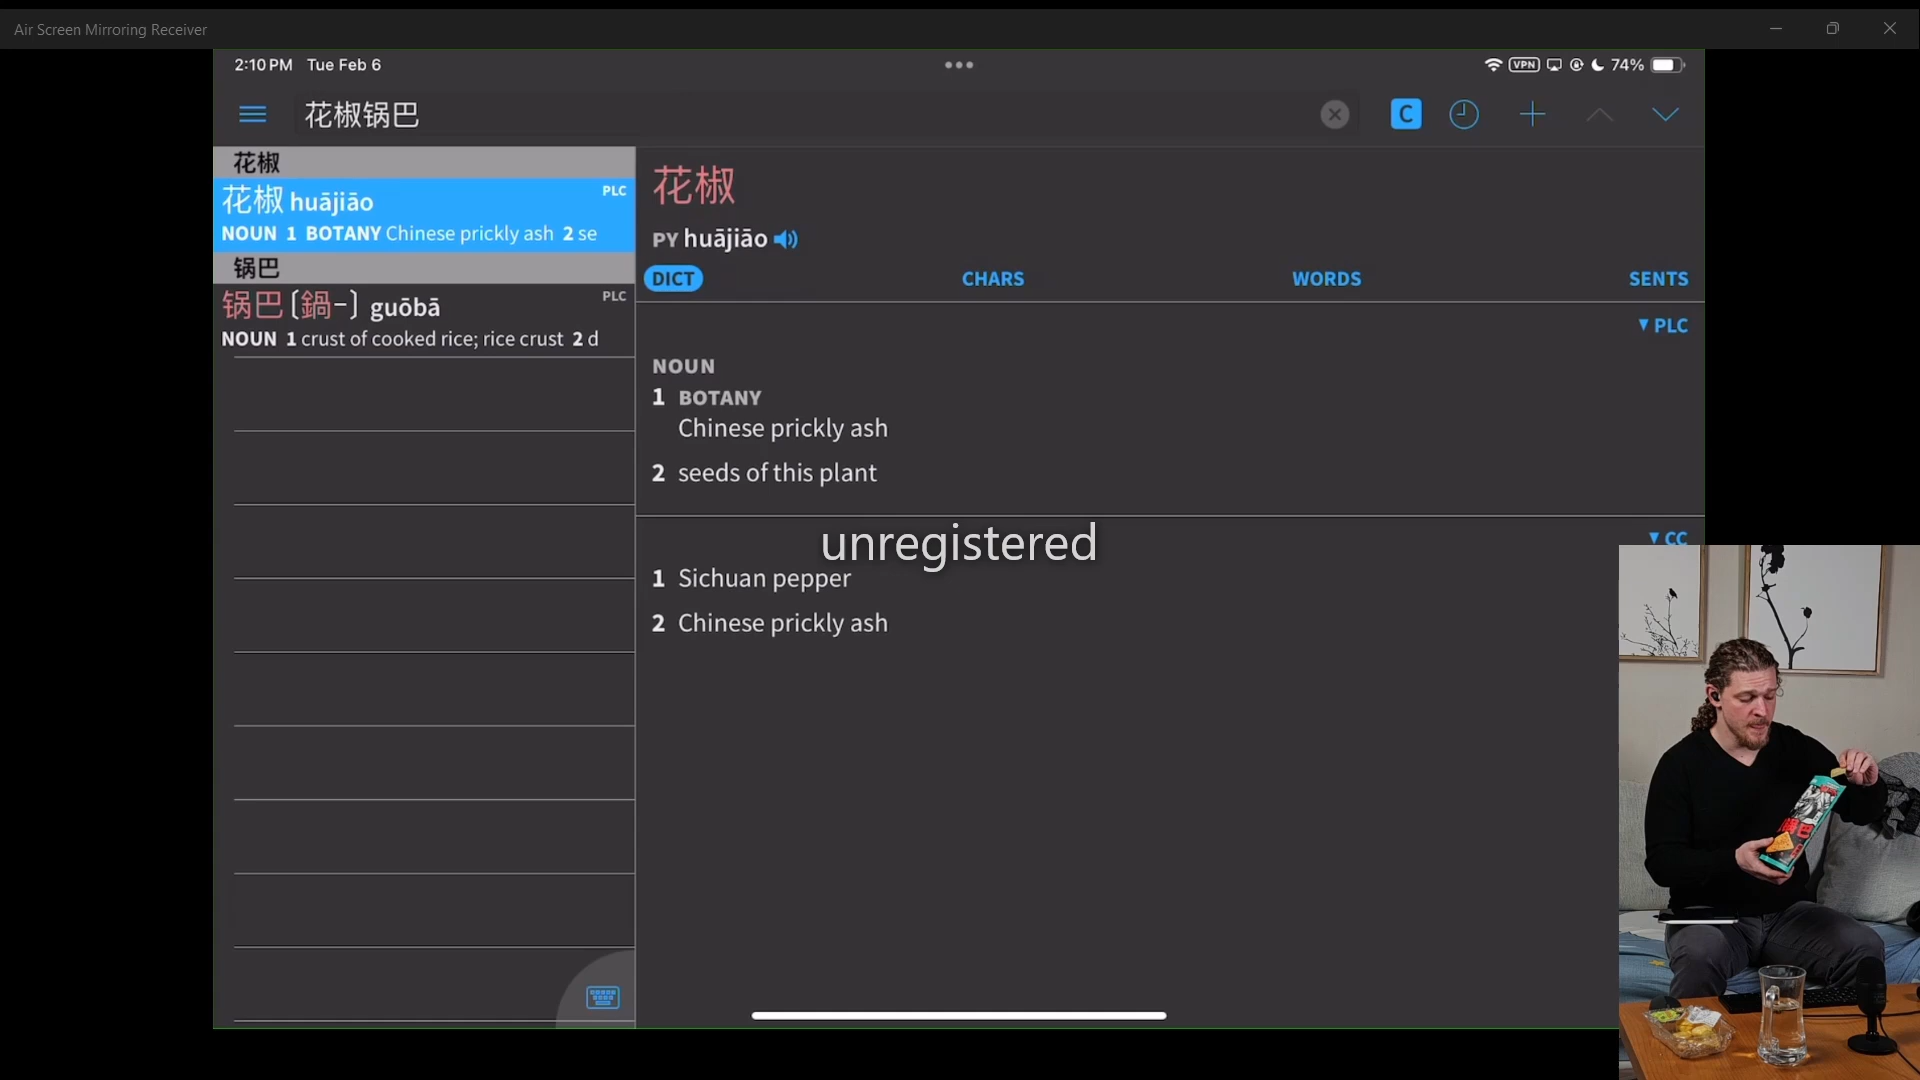 Air Screen Mirroring Receiver
2:10 PM Tue Feb 6
VPN 74%
花椒锅巴
C
花椒
花椒 huājiāo PLC
NOUN 1 BOTANY Chinese prickly ash 2 se
锅巴
锅巴〔鍋-〕 guōbā PLC
NOUN 1 crust of cooked rice; rice crust 2 d
花椒
PY huājiāo
DICT CHARS WORDS SENTS
▼ PLC
NOUN
1 BOTANY
Chinese prickly ash
2 seeds of this plant
unregistered
▼ CC
1 Sichuan pepper
2 Chinese prickly ash
锅巴